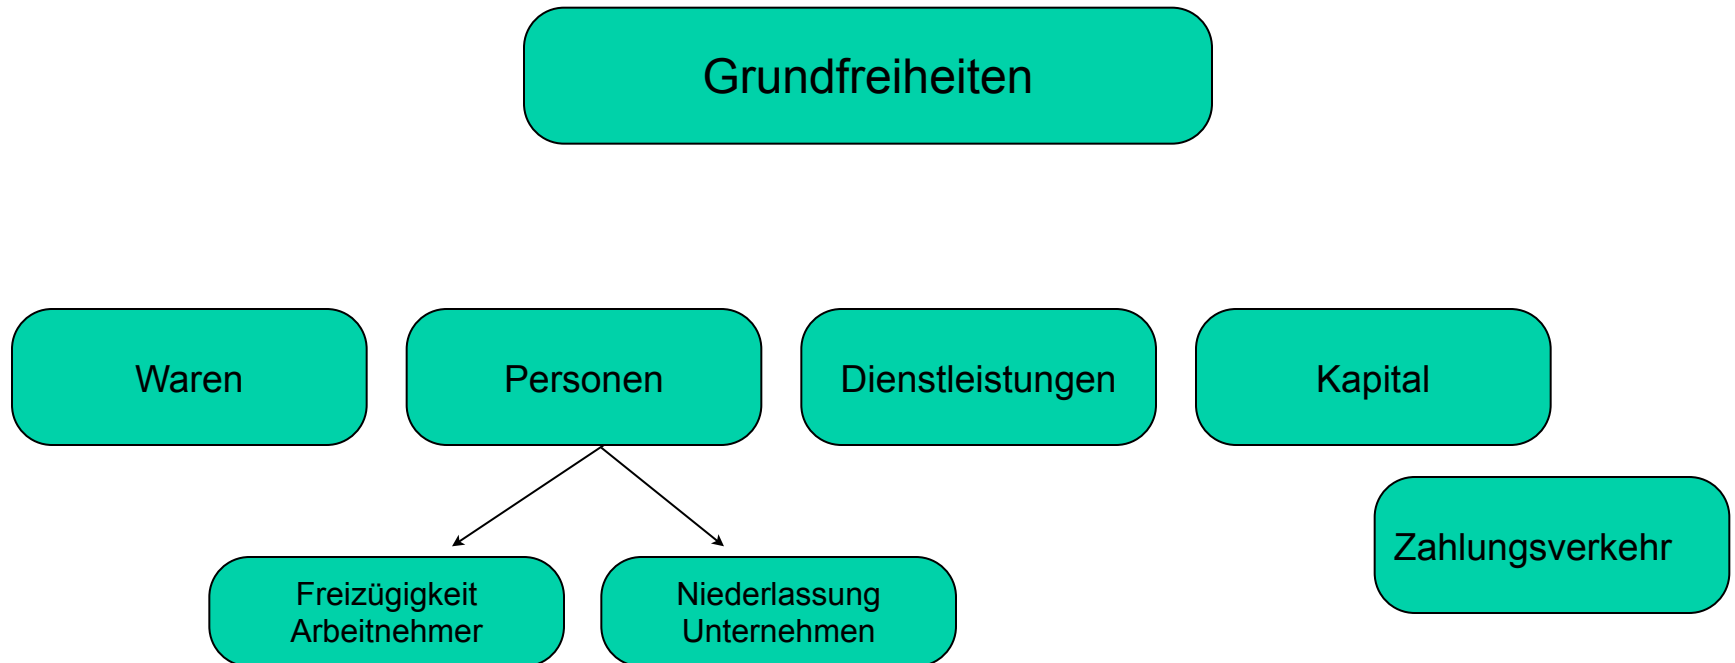 Grundfreiheiten
Waren
Personen
Dienstleistungen
Kapital
Zahlungsverkehr
Freizügigkeit
Arbeitnehmer
Niederlassung
Unternehmen